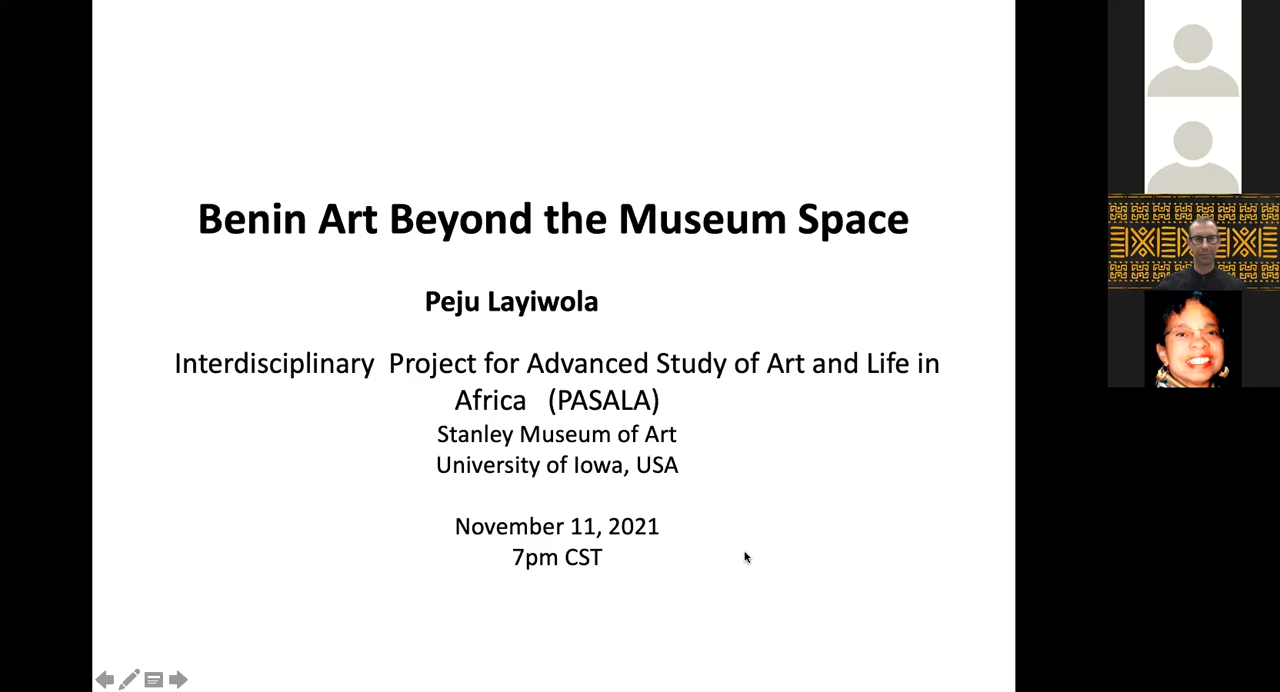 Benin Art Beyond the Museum Space
Peju Layiwola
Interdisciplinary Project for Advanced Study of Art and Life in
Africa (PASALA)
Stanley Museum of Art
University of Iowa, USA
November 11, 2021
7pm CST